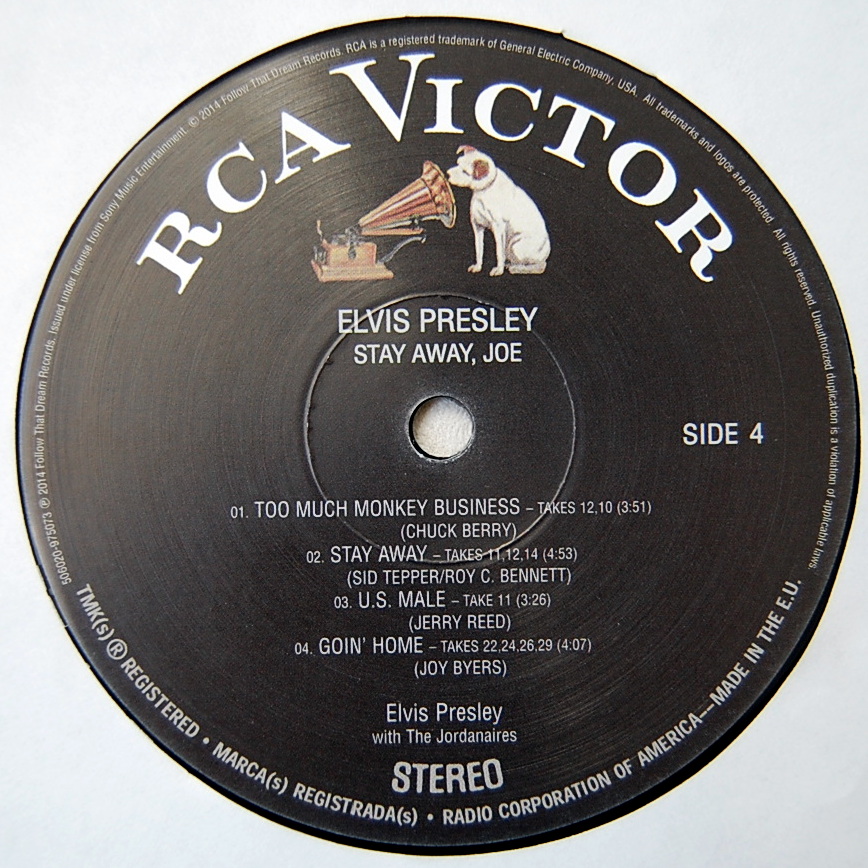 506020-975073 ℗ 2014 Follow That Dream Records. Issued under license from Sony Music Entertainment. © 2014 Follow That Dream Records. RCA is a registered trademark of General Electric Company, USA. All trademarks and logos are protected. All rights reserved. Unauthorized duplication is a violation of applicable laws.
RCA VICTOR
ELVIS PRESLEY
STAY AWAY, JOE
SIDE 4
01. TOO MUCH MONKEY BUSINESS – TAKES 12,10 (3:51)
(CHUCK BERRY)
02. STAY AWAY – TAKES 11,12,14 (4:53)
(SID TEPPER/ROY C. BENNETT)
03. U.S. MALE – TAKE 11 (3:26)
(JERRY REED)
04. GOIN' HOME – TAKES 22,24,26,29 (4:07)
(JOY BYERS)
Elvis Presley
with The Jordanaires
STEREO
TMK(s) ® REGISTERED • MARCA(s) REGISTRADA(s) • RADIO CORPORATION OF AMERICA––MADE IN THE E.U.